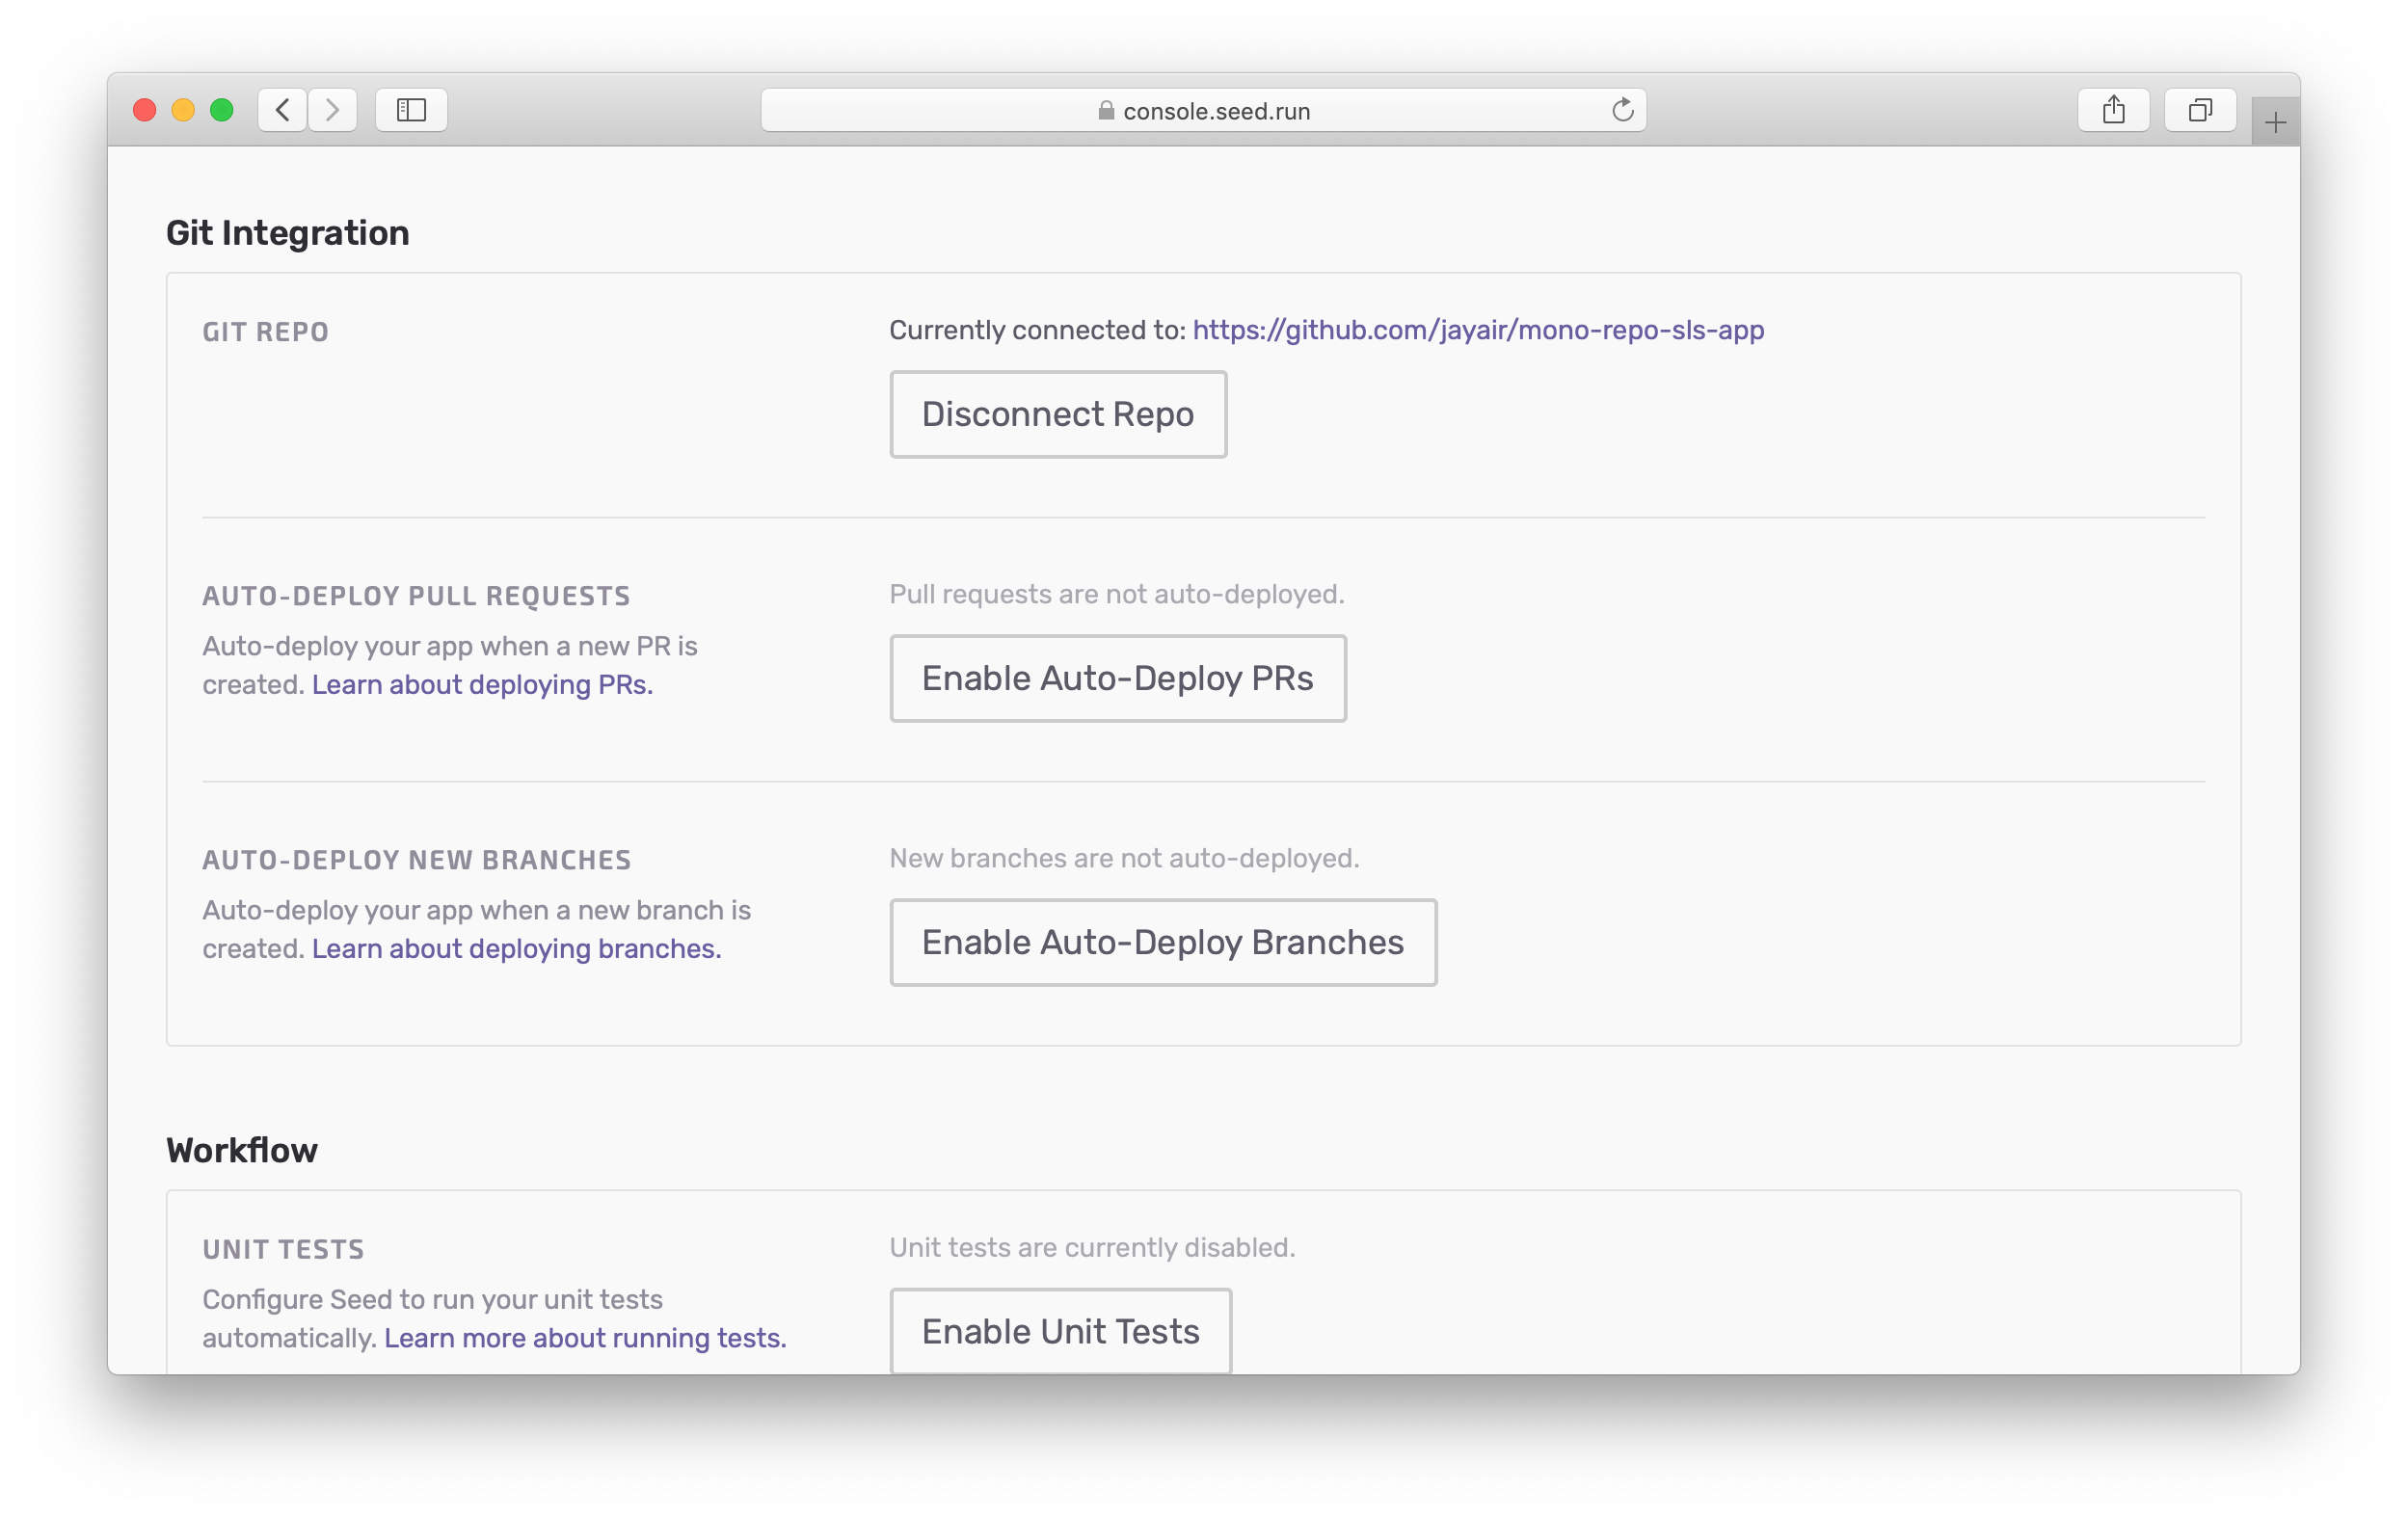 console.seed.run
Git Integration
GIT REPO
Currently connected to: https://github.com/jayair/mono-repo-sls-app
Disconnect Repo
AUTO-DEPLOY PULL REQUESTS
Auto-deploy your app when a new PR is
created. Learn about deploying PRs.
Pull requests are not auto-deployed.
Enable Auto-Deploy PRs
AUTO-DEPLOY NEW BRANCHES
Auto-deploy your app when a new branch is
created. Learn about deploying branches.
New branches are not auto-deployed.
Enable Auto-Deploy Branches
Workflow
UNIT TESTS
Configure Seed to run your unit tests
automatically. Learn more about running tests.
Unit tests are currently disabled.
Enable Unit Tests